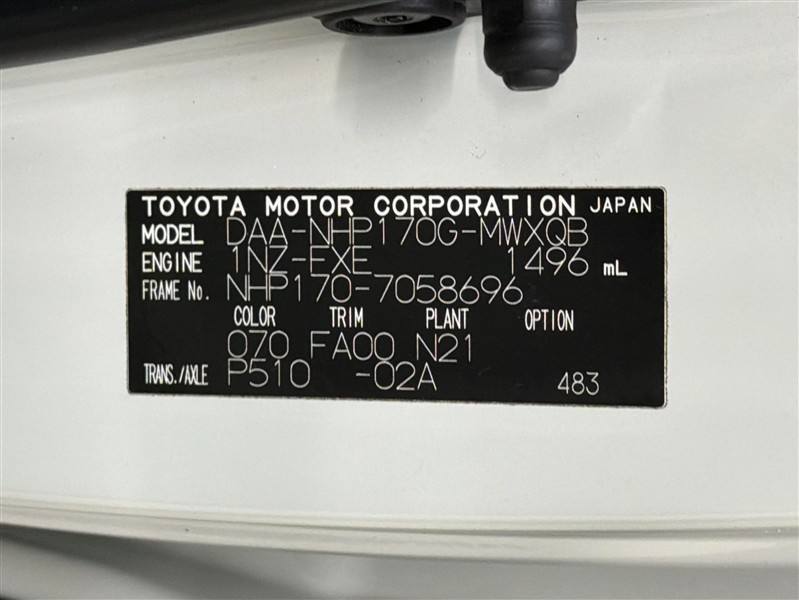 TOYOTA MOTOR CORPORATION JAPAN
MODEL DAA-NHP170G-MWXQB
ENGINE 1NZ-FXE 1496 mL
FRAME No. NHP170-7058696
COLOR TRIM PLANT OPTION
070 FA00 N21
TRANS./AXLE P510 -02A 483